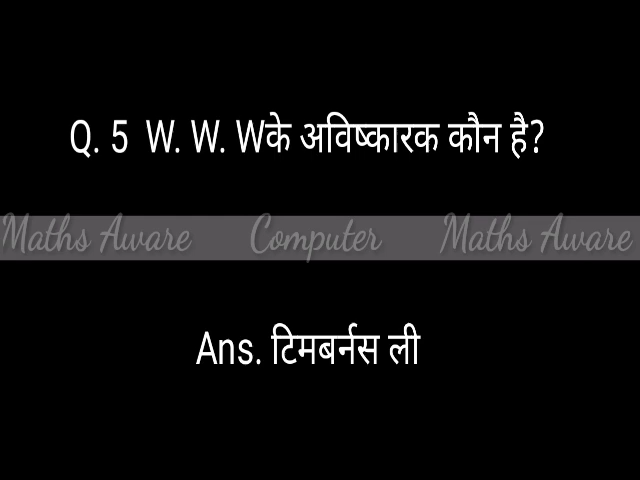 Q. 5 W. W. Wके अविष्कारक कौन है?
Maths Aware Computer Maths Aware
Ans. टिमबर्नस ली